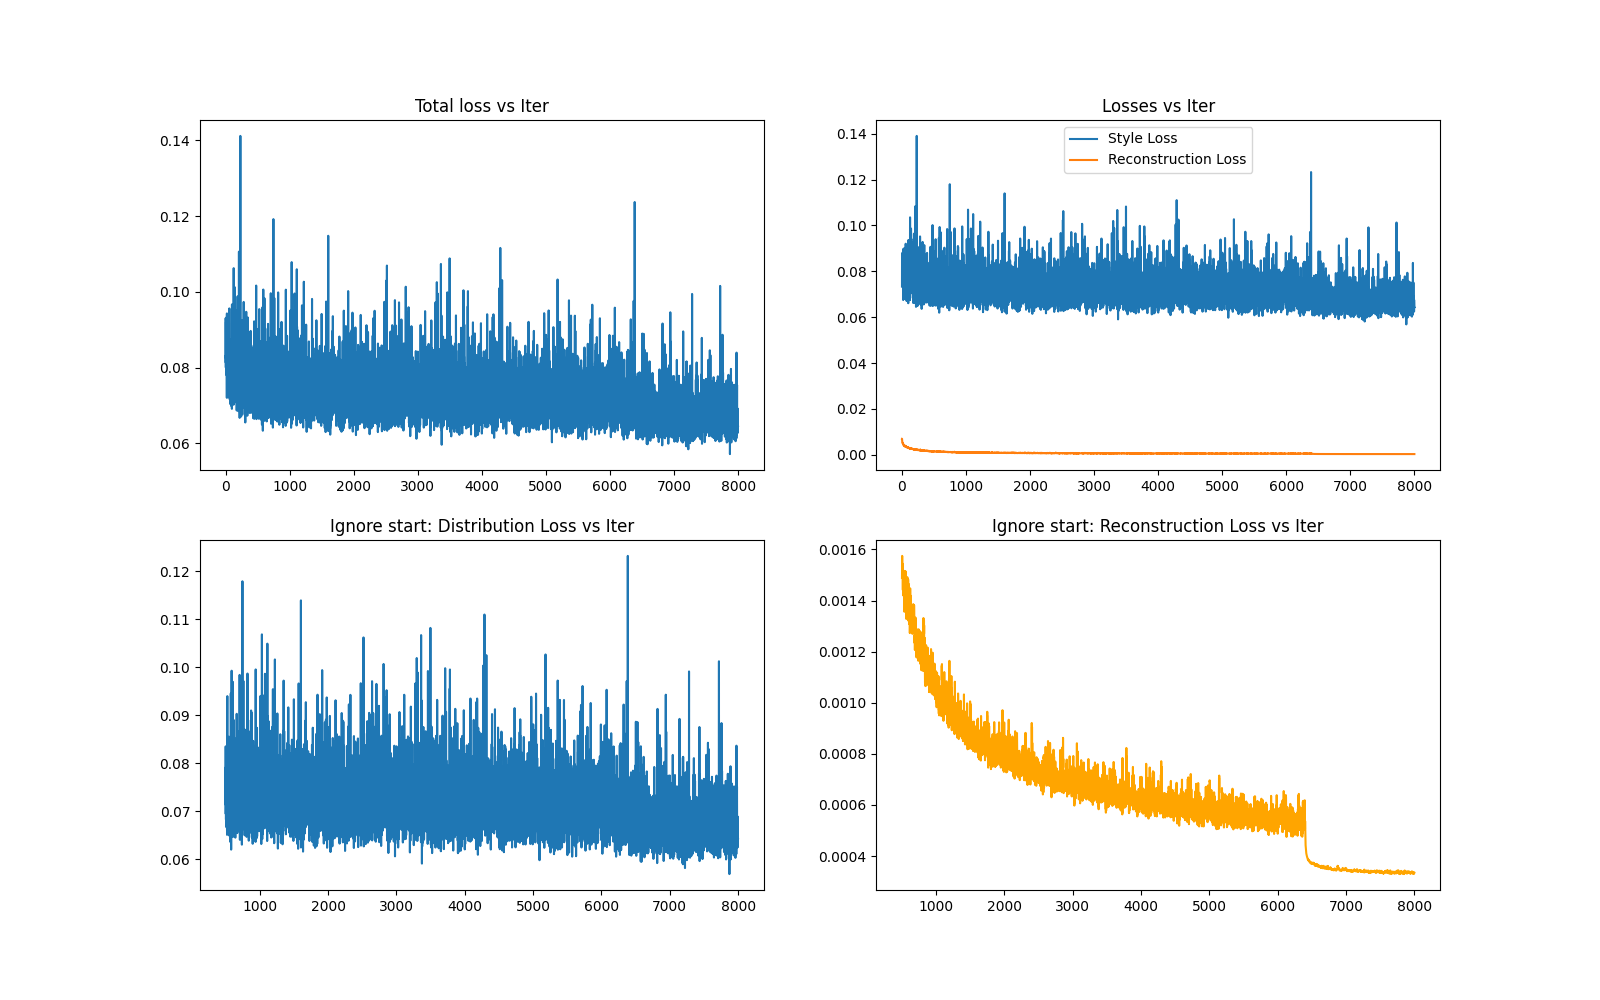 Total loss vs Iter
0.14
0.12
0.10
0.08
0.06
0 1000 2000 3000 4000 5000 6000 7000 8000
Losses vs Iter
Style Loss
Reconstruction Loss
0.14
0.12
0.10
0.08
0.06
0.04
0.02
0.00
0 1000 2000 3000 4000 5000 6000 7000 8000
Ignore start: Distribution Loss vs Iter
0.12
0.11
0.10
0.09
0.08
0.07
0.06
1000 2000 3000 4000 5000 6000 7000 8000
Ignore start: Reconstruction Loss vs Iter
0.0016
0.0014
0.0012
0.0010
0.0008
0.0006
0.0004
1000 2000 3000 4000 5000 6000 7000 8000